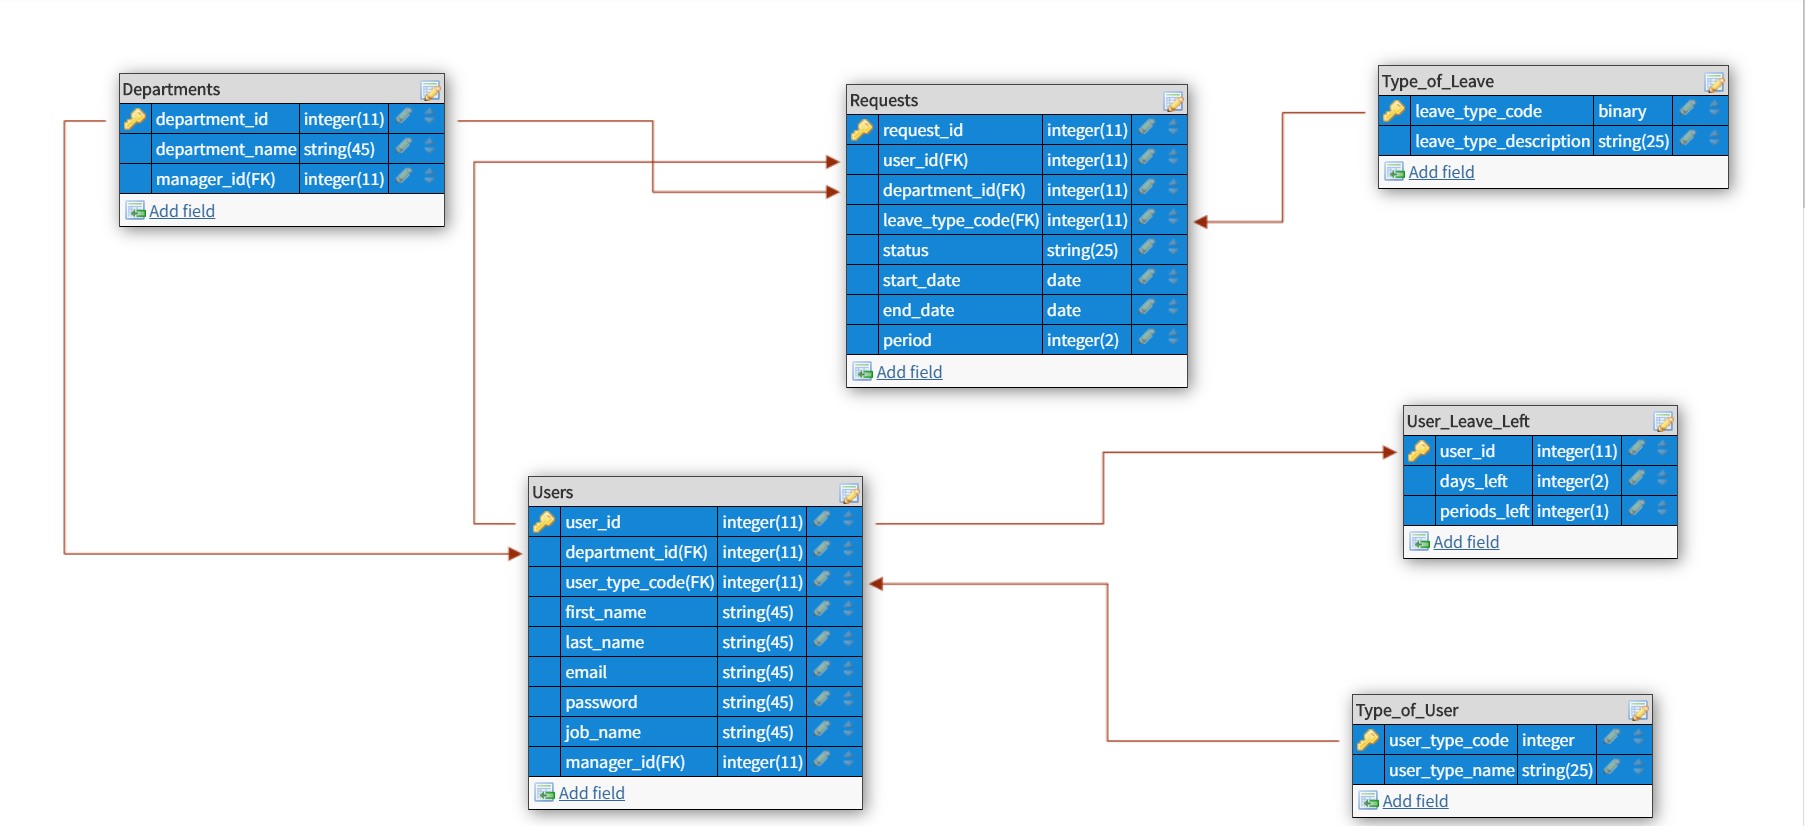 Departments
department_id integer(11)
department_name string(45)
manager_id(FK) integer(11)
Add field
Requests
request_id integer(11)
user_id(FK) integer(11)
department_id(FK) integer(11)
leave_type_code(FK) integer(11)
status string(25)
start_date date
end_date date
period integer(2)
Add field
Type_of_Leave
leave_type_code binary
leave_type_description string(25)
Add field
User_Leave_Left
user_id integer(11)
days_left integer(2)
periods_left integer(1)
Add field
Users
user_id integer(11)
department_id(FK) integer(11)
user_type_code(FK) integer(11)
first_name string(45)
last_name string(45)
email string(45)
password string(45)
job_name string(45)
manager_id(FK) integer(11)
Add field
Type_of_User
user_type_code integer
user_type_name string(25)
Add field